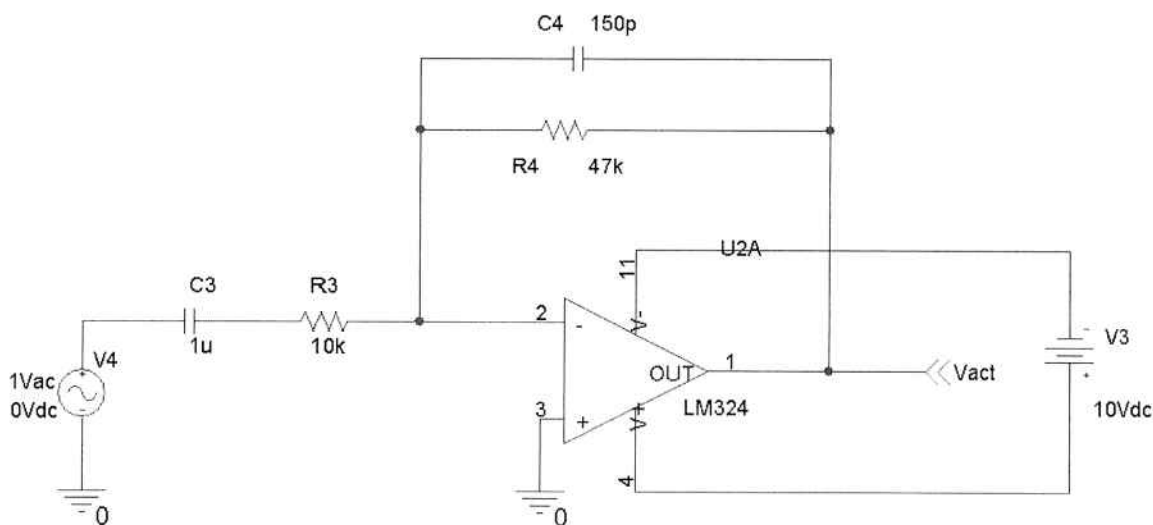 C4 150p
R4 47k
U2A
11
C3
R3
2
-
V-
V3
-
1u
10k
V4
1Vac
0Vdc
+
-
OUT
1
Vact
LM324
3
+
V+
+
10Vdc
4
0
0